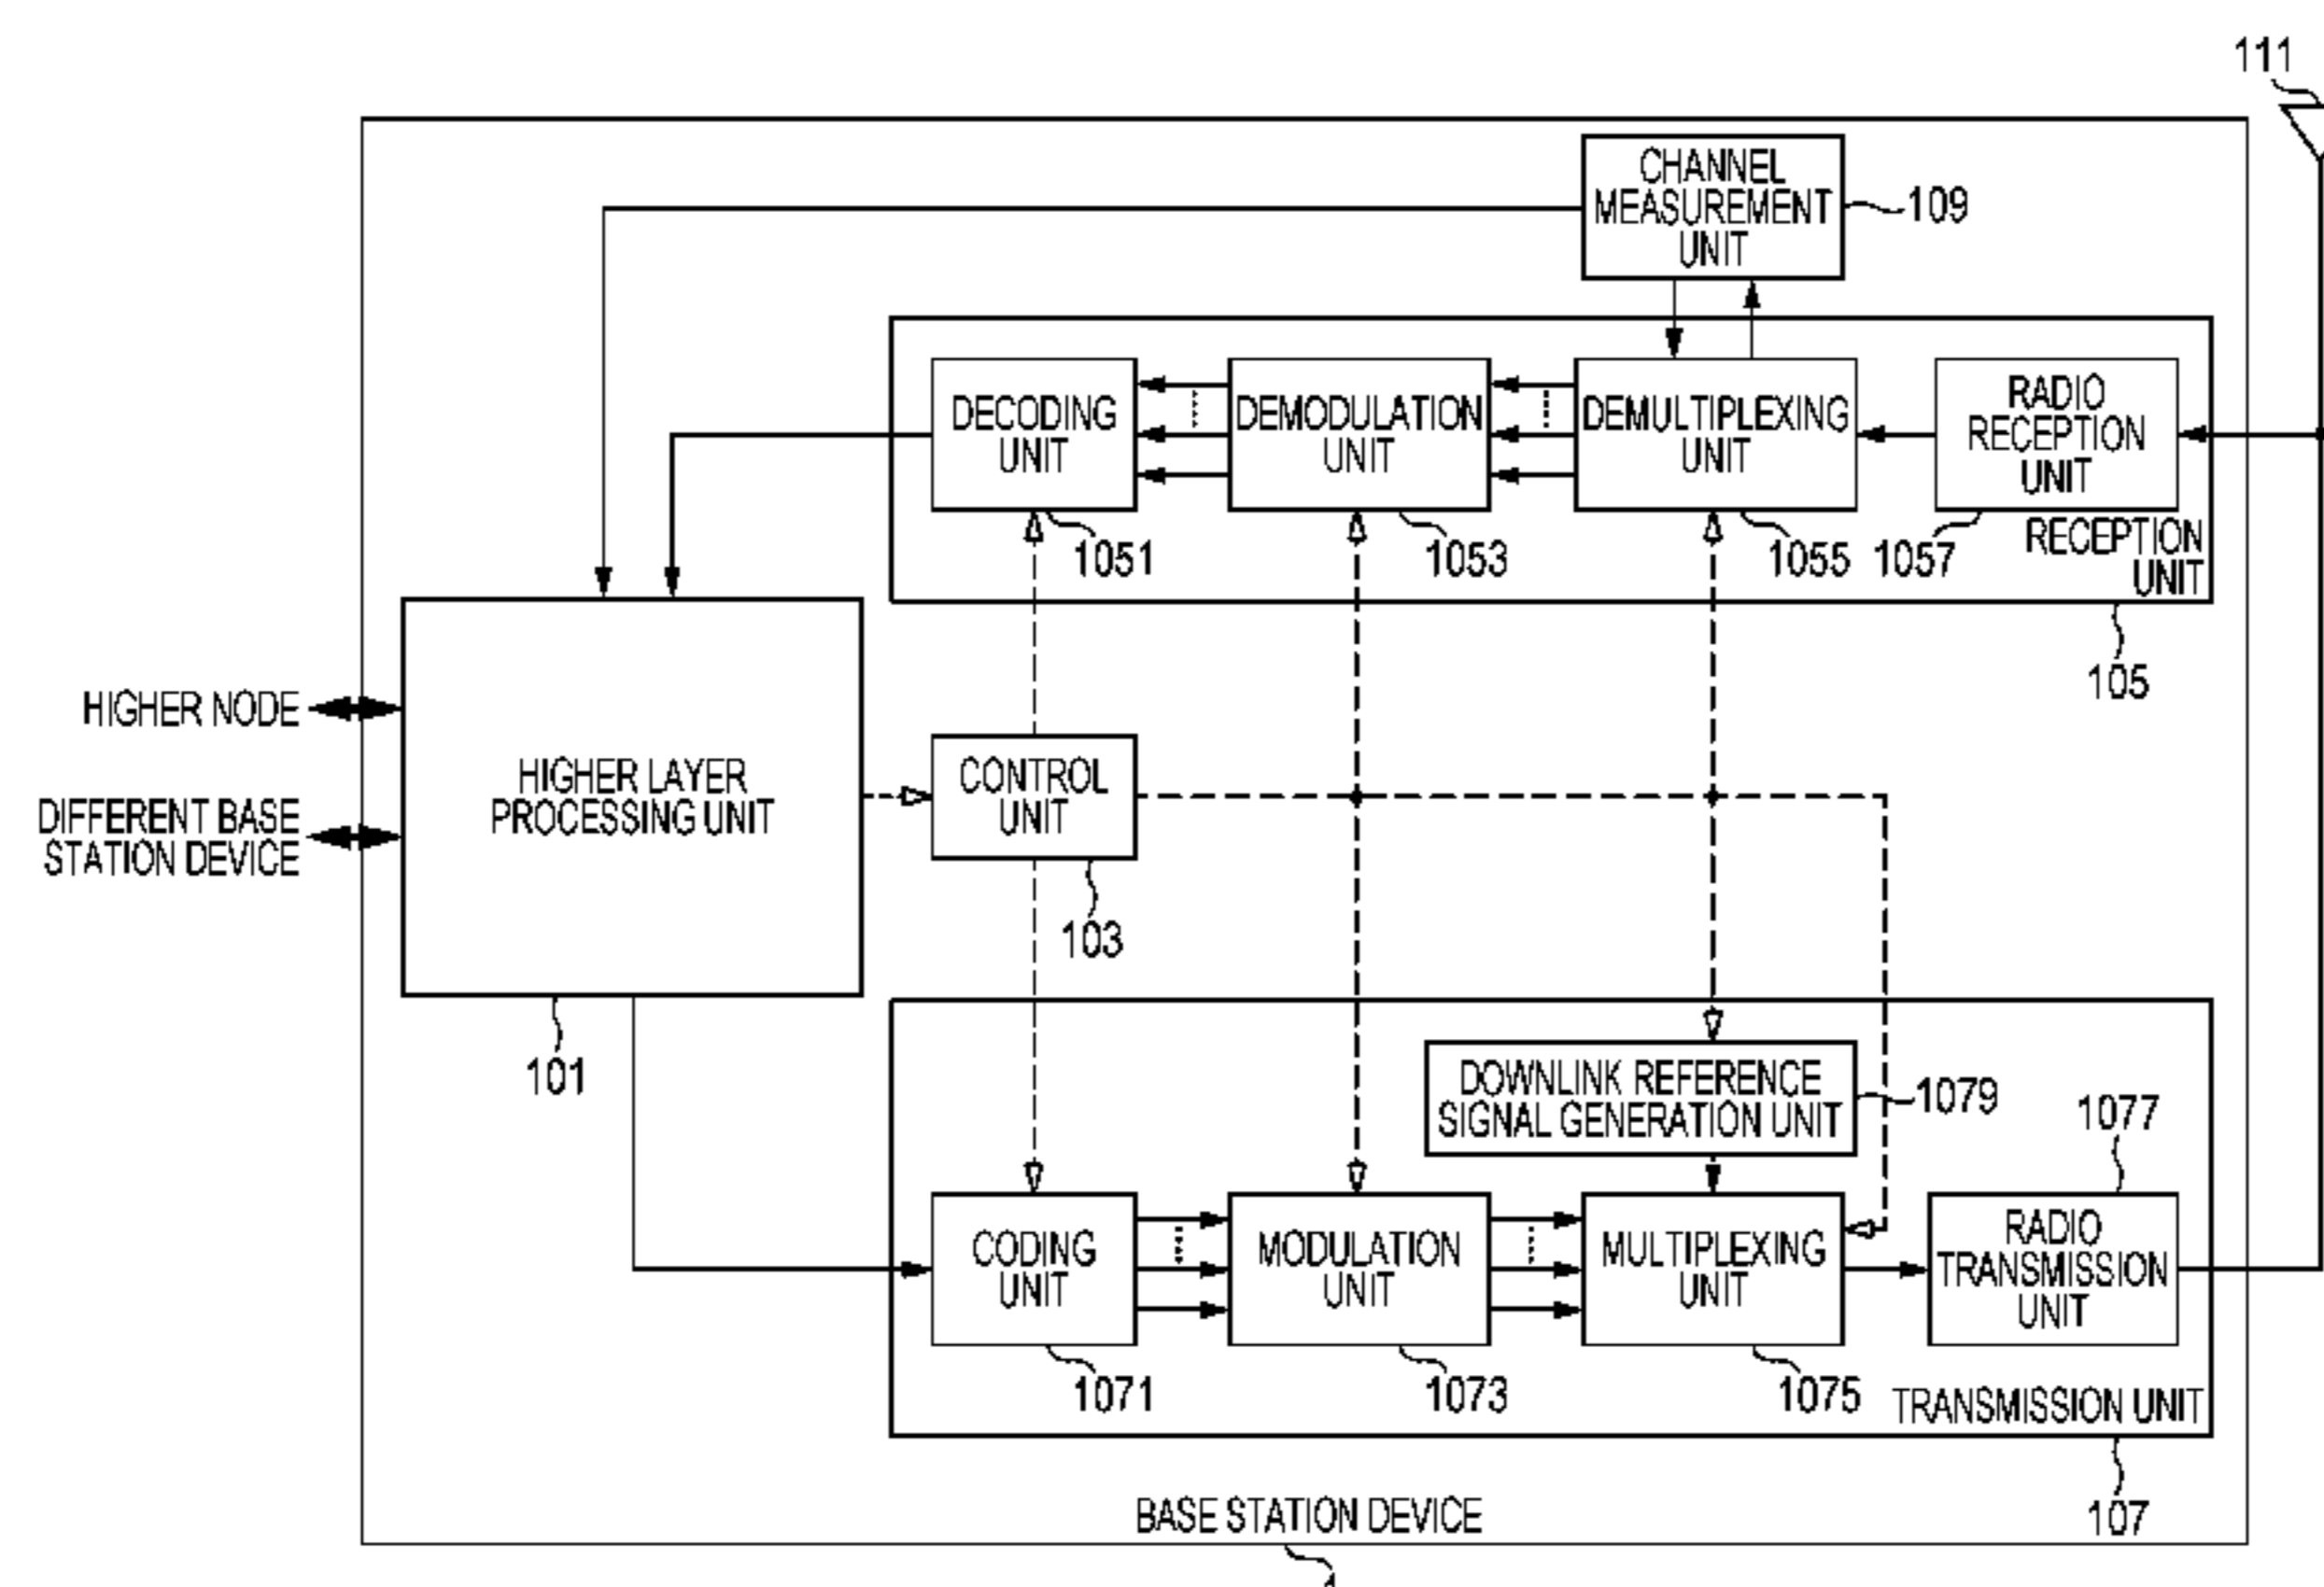 111
CHANNEL
MEASUREMENT
UNIT
109
DECODING
UNIT
DEMODULATION
UNIT
DEMULTIPLEXING
UNIT
RADIO
RECEPTION
UNIT
1051
1053
1055
1057
RECEPTION
UNIT
105
HIGHER NODE
DIFFERENT BASE
STATION DEVICE
HIGHER LAYER
PROCESSING UNIT
CONTROL
UNIT
103
101
DOWNLINK REFERENCE
SIGNAL GENERATION UNIT
1079
1077
CODING
UNIT
MODULATION
UNIT
MULTIPLEXING
UNIT
RADIO
TRANSMISSION
UNIT
1071
1073
1075
TRANSMISSION UNIT
107
BASE STATION DEVICE
1